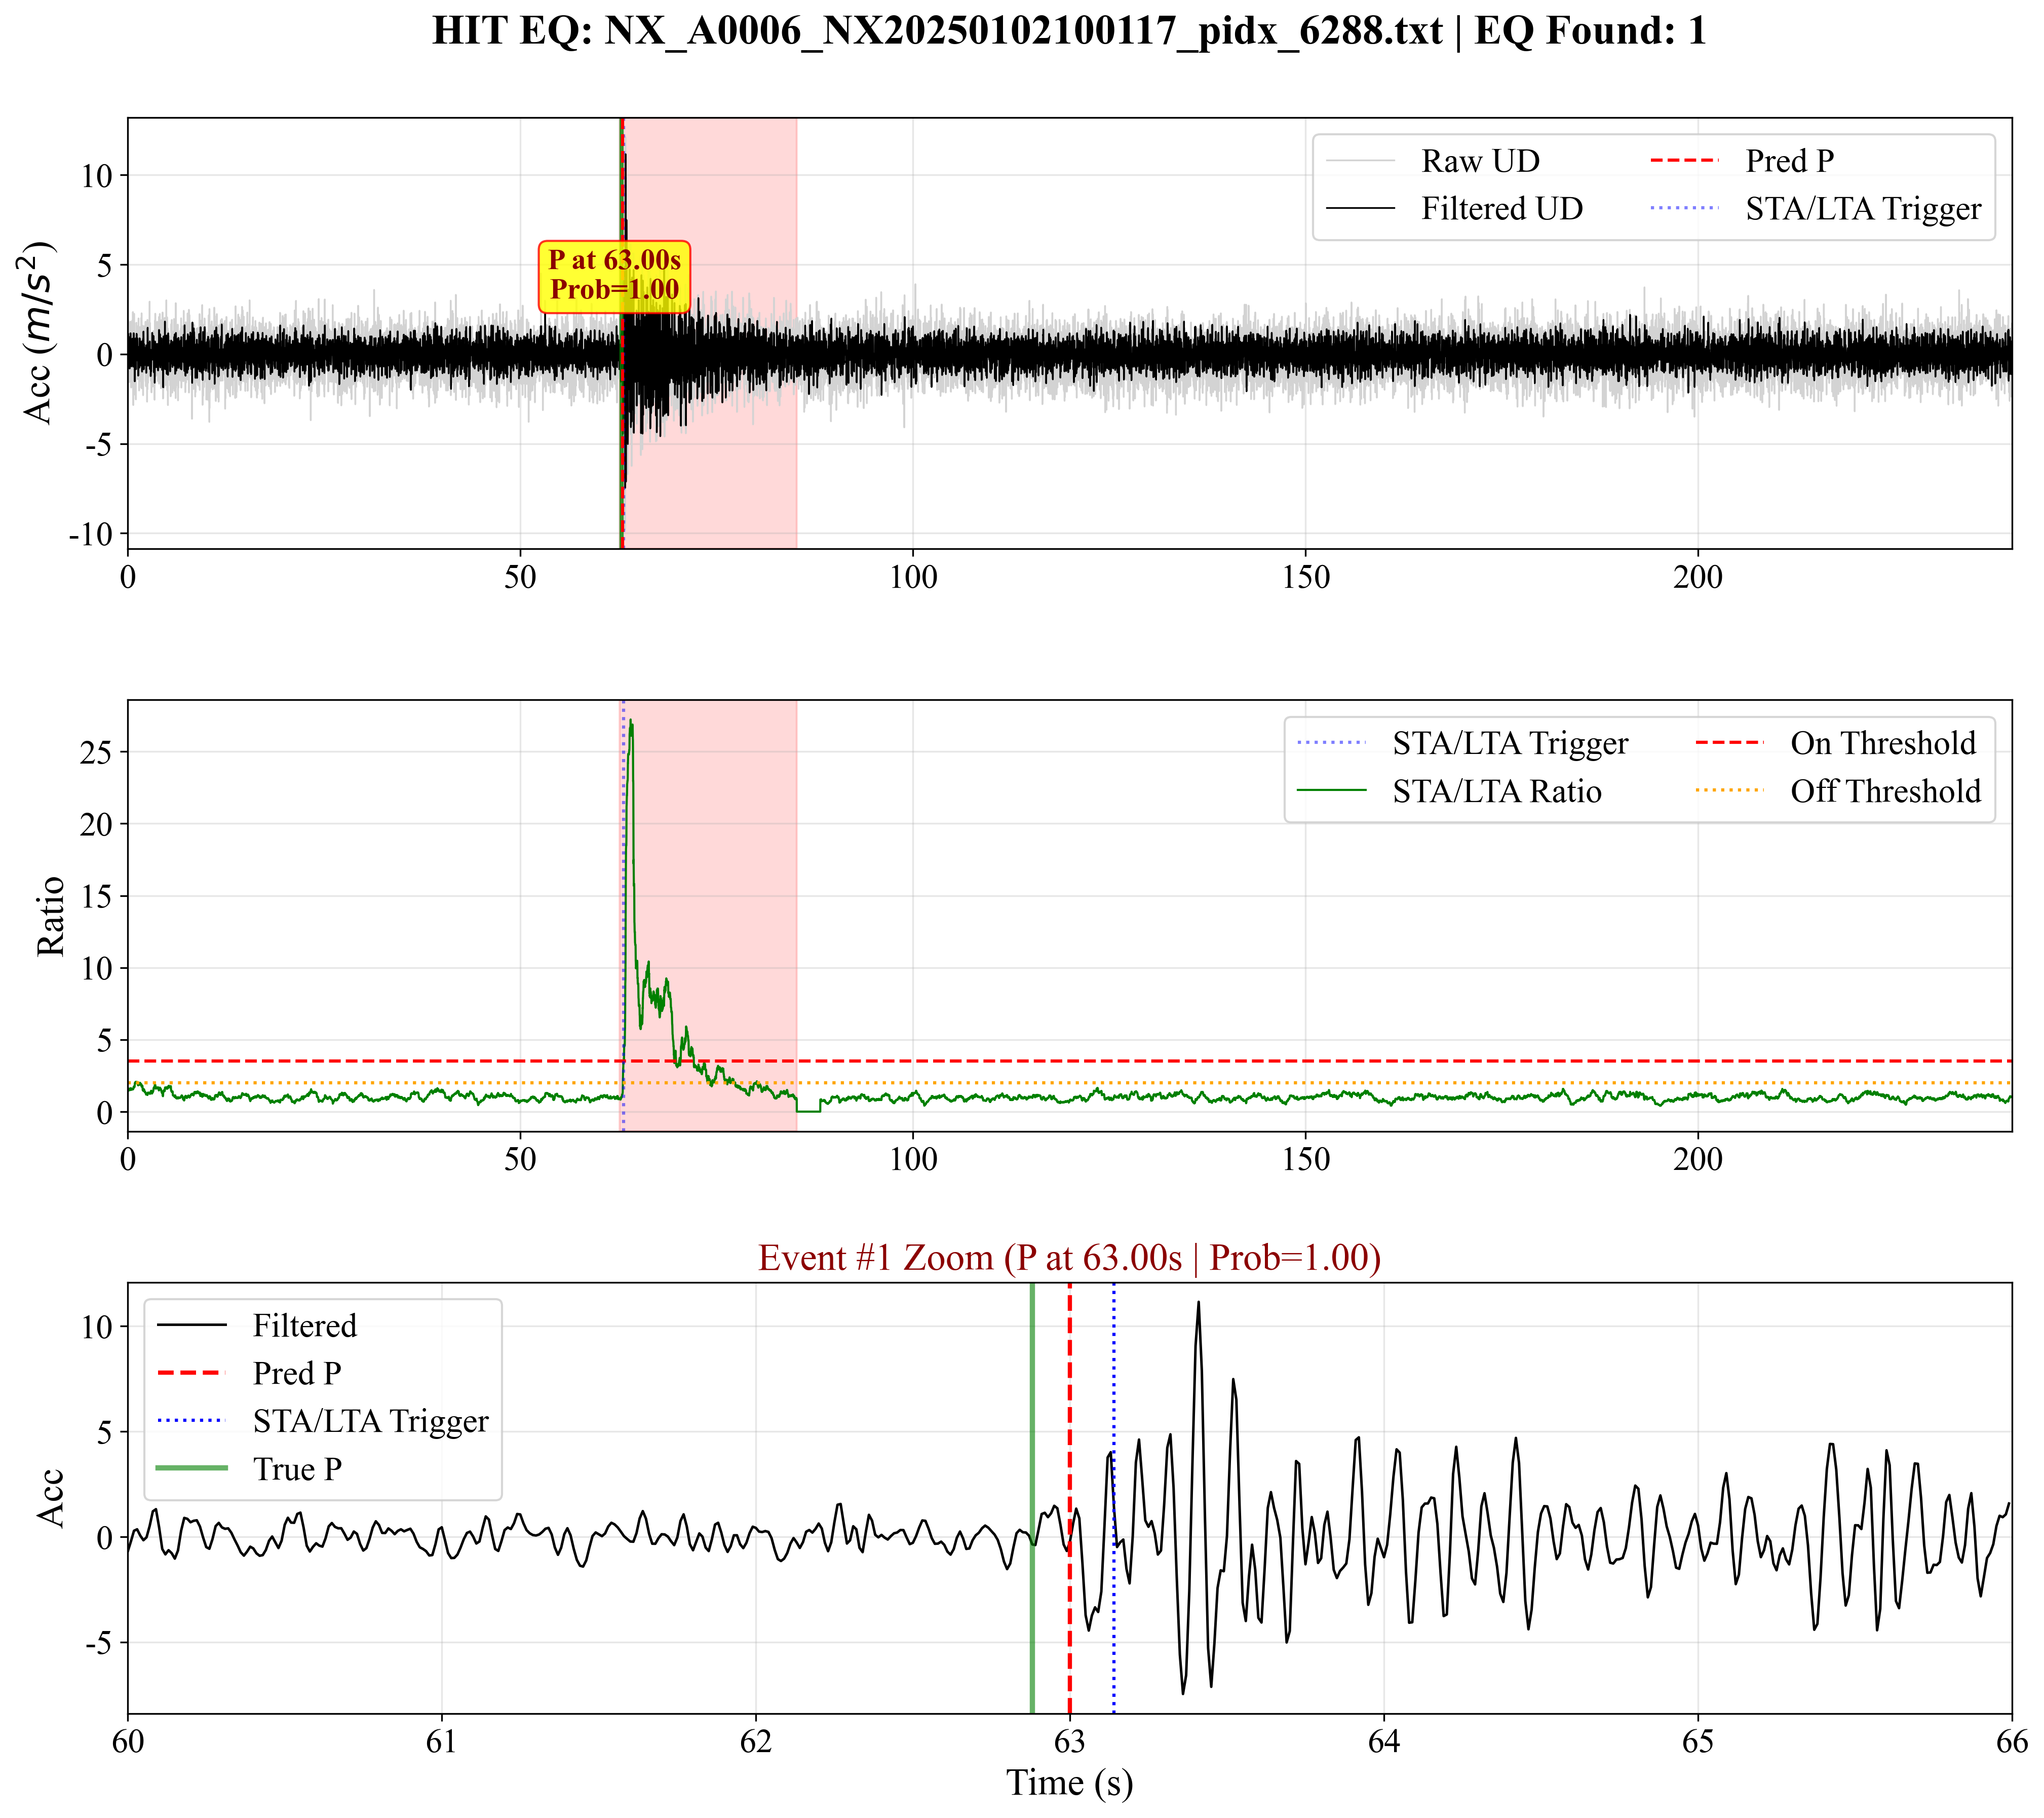 HIT EQ: NX_A0006_NX20250102100117_pidx_6288.txt | EQ Found: 1
Raw UD
Filtered UD
Pred P
STA/LTA Trigger
P at 63.00s
Prob=1.00
Acc (m/s²)
10
5
0
-5
-10
0
50
100
150
200
STA/LTA Trigger
STA/LTA Ratio
On Threshold
Off Threshold
Ratio
25
20
15
10
5
0
0
50
100
150
200
Event #1 Zoom (P at 63.00s | Prob=1.00)
Filtered
Pred P
STA/LTA Trigger
True P
Acc
10
5
0
-5
60
61
62
63
64
65
66
Time (s)